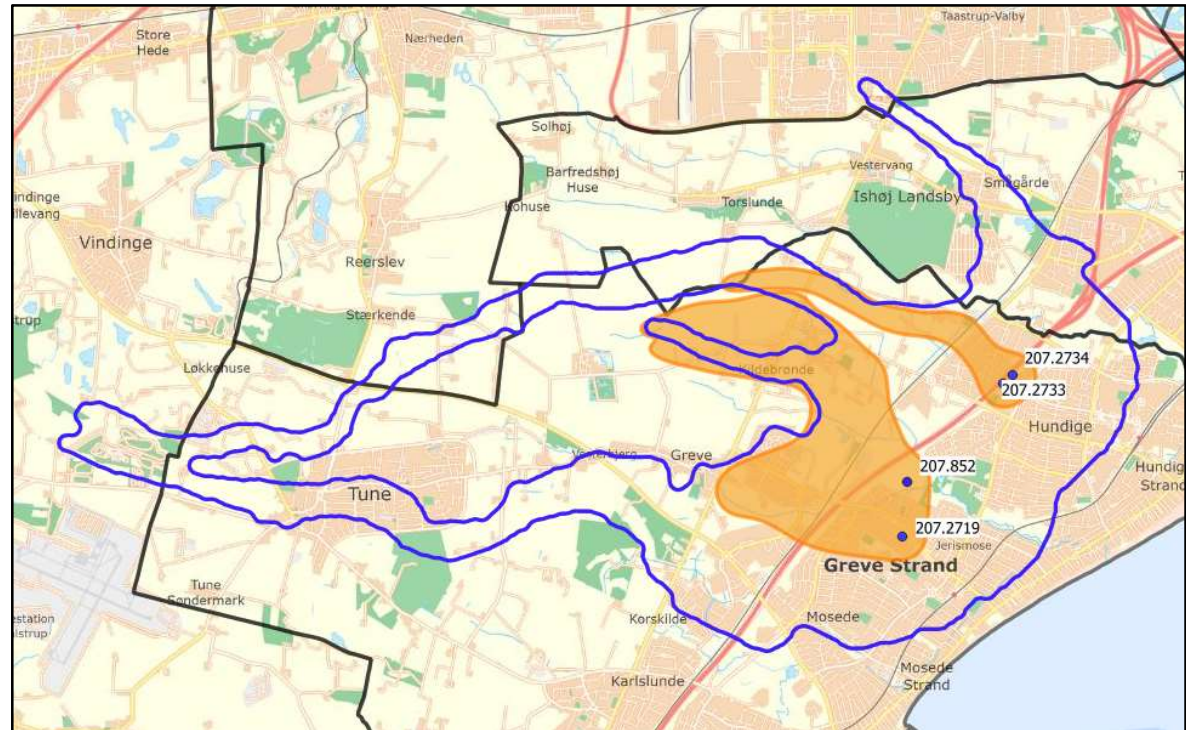 Taastrup-Valby
Store
Hede
Nærheden
Solhøj
Vestervang
Barfredshøj
Huse
Smågårde
Ishøj Landsby
Torslunde
Vindinge
Reerslev
Stærkende
207.2734
Løkkehuse
Kildebrønde
207.2733
Hundige
Greve
207.852
Hundig
Strand
Tune
207.2719
Jerismose
Greve Strand
Tune
Søndermark
Korskilde
Mosede
Karlslunde
Mosede
Strand